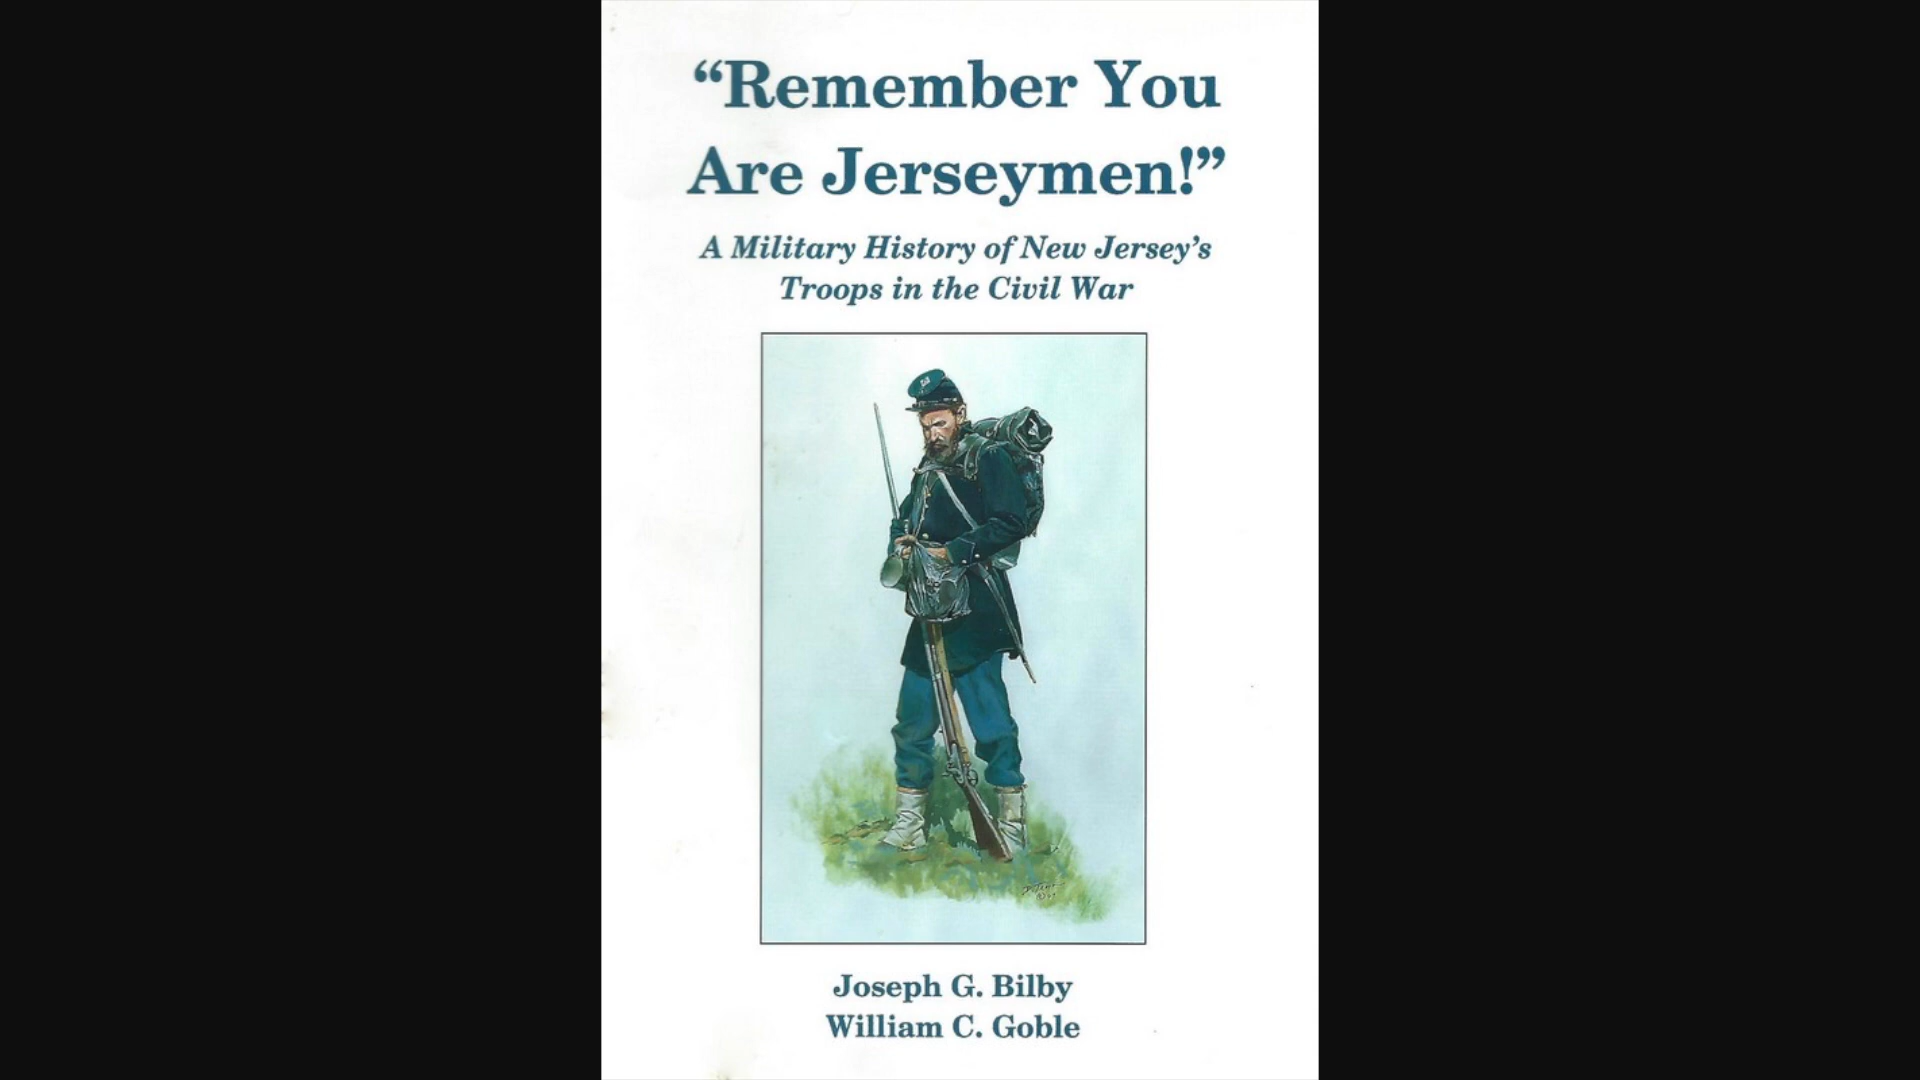 “Remember You
Are Jerseymen!”
A Military History of New Jersey’s
Troops in the Civil War
Joseph G. Bilby
William C. Goble